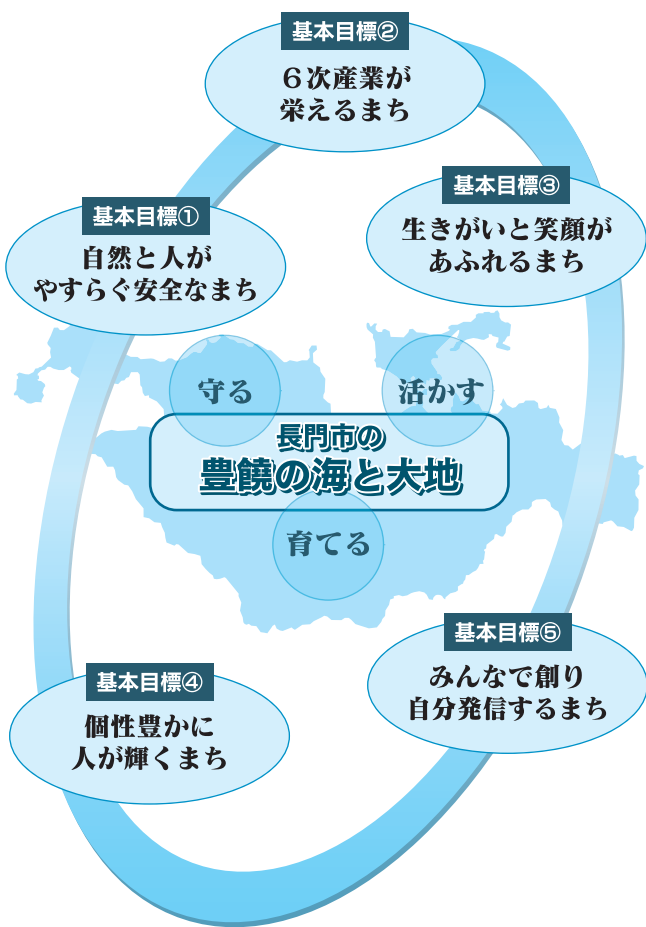 基本目標②
６次産業が
栄えるまち
基本目標③
生きがいと笑顔が
あふれるまち
基本目標①
自然と人が
やすらぐ安全なまち
守る
活かす
長門市の
豊饒の海と大地
育てる
基本目標⑤
みんなで創り
自分発信するまち
基本目標④
個性豊かに
人が輝くまち